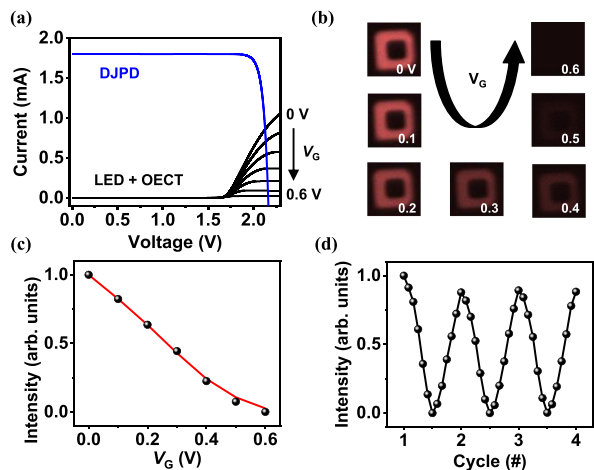 (a)
Current (mA)
2.0
1.5
1.0
0.5
0.0
DJPD
LED + OECT
0 V
VG
0.6 V
0.0 0.5 1.0 1.5 2.0
Voltage (V)
(b)
0 V
0.1
0.2
0.3
0.4
0.5
0.6
VG
(c)
Intensity (arb. units)
1.0
0.5
0.0
0.0 0.2 0.4 0.6
VG (V)
(d)
Intensity (arb. units)
1.0
0.5
0.0
1 2 3 4
Cycle (#)